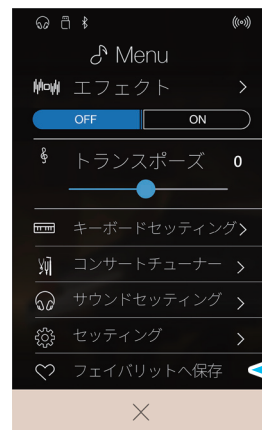 Menu
エフェクト
OFF ON
トランスポーズ 0
キーボードセッティング
コンサートチューナー
サウンドセッティング
セッティング
フェイバリットへ保存